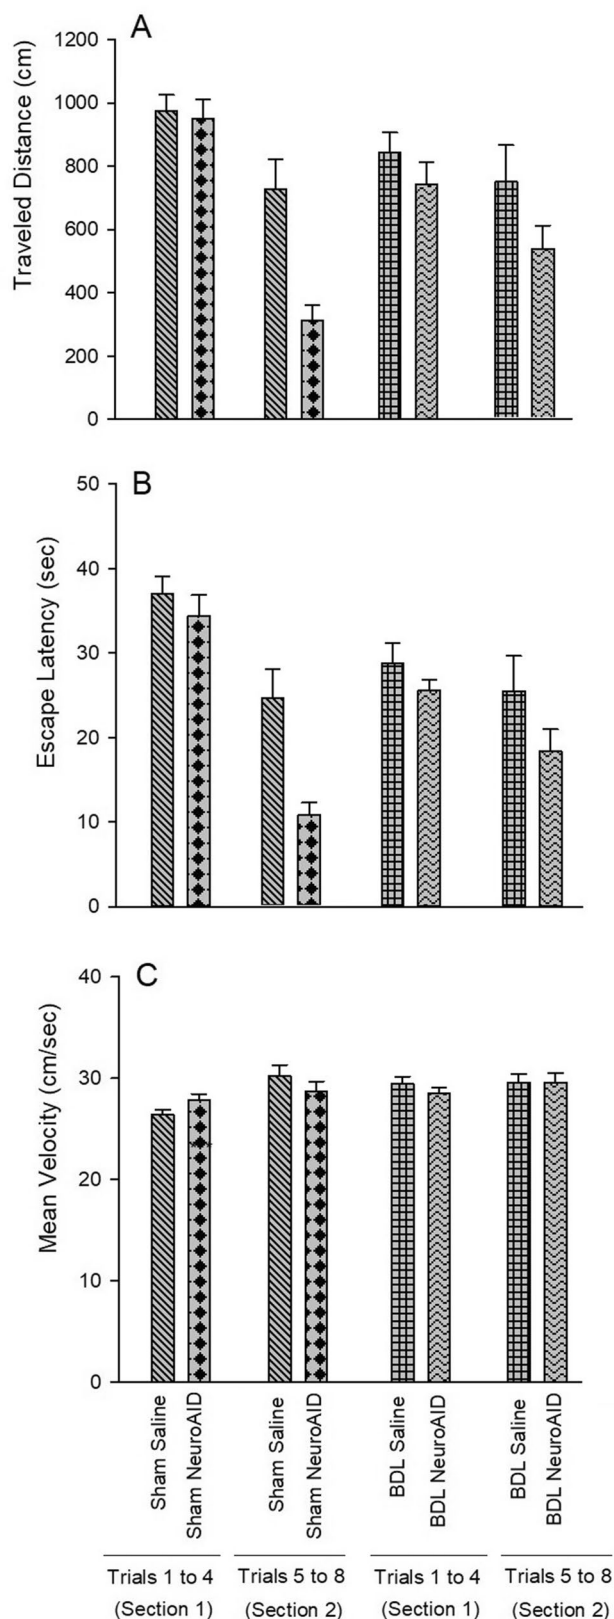 A
Traveled Distance (cm)
1200
1000
800
600
400
200
0
B
Escape Latency (sec)
50
40
30
20
10
0
C
Mean Velocity (cm/sec)
40
30
20
10
0
Sham Saline
Sham NeuroAID
Sham Saline
Sham NeuroAID
BDL Saline
BDL NeuroAID
BDL Saline
BDL NeuroAID
Trials 1 to 4
(Section 1)
Trials 5 to 8
(Section 2)
Trials 1 to 4
(Section 1)
Trials 5 to 8
(Section 2)